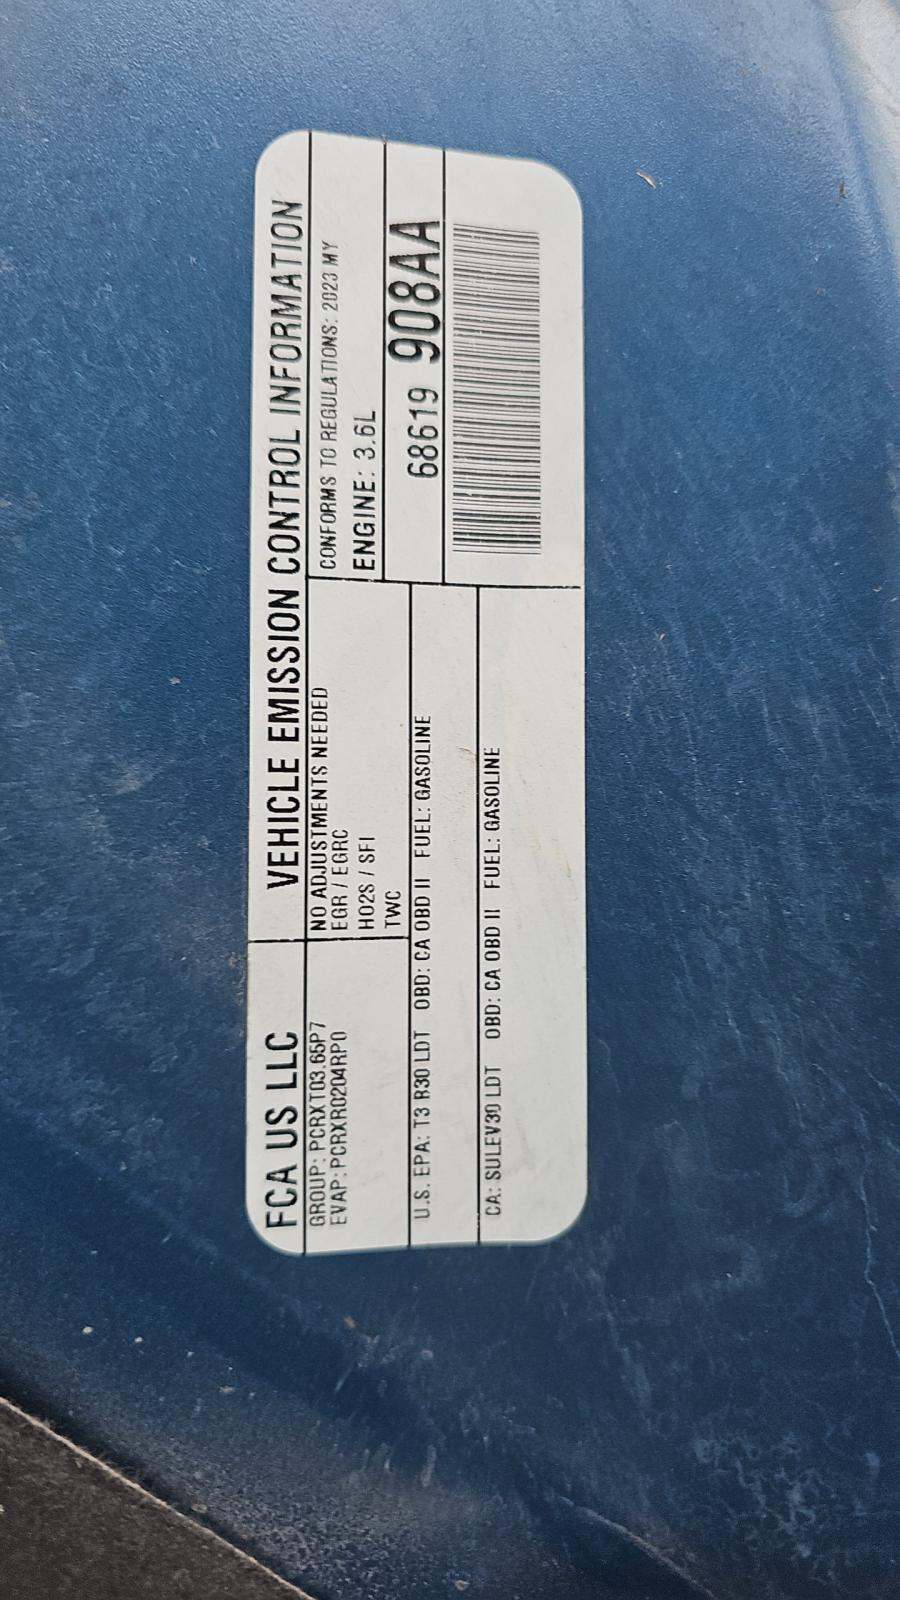 FCA US LLC VEHICLE EMISSION CONTROL INFORMATION
GROUP: PCRXT03.65P7
EVAP: PCRXR0204RP0
NO ADJUSTMENTS NEEDED
EGR / EGRC
HO2S / SFI
TWC
CONFORMS TO REGULATIONS: 2023 MY
ENGINE: 3.6L
68619 908AA
U.S. EPA: T3 B30 LDT OBD: CA OBD II FUEL: GASOLINE
CA: SULEV30 LDT OBD: CA OBD II FUEL: GASOLINE